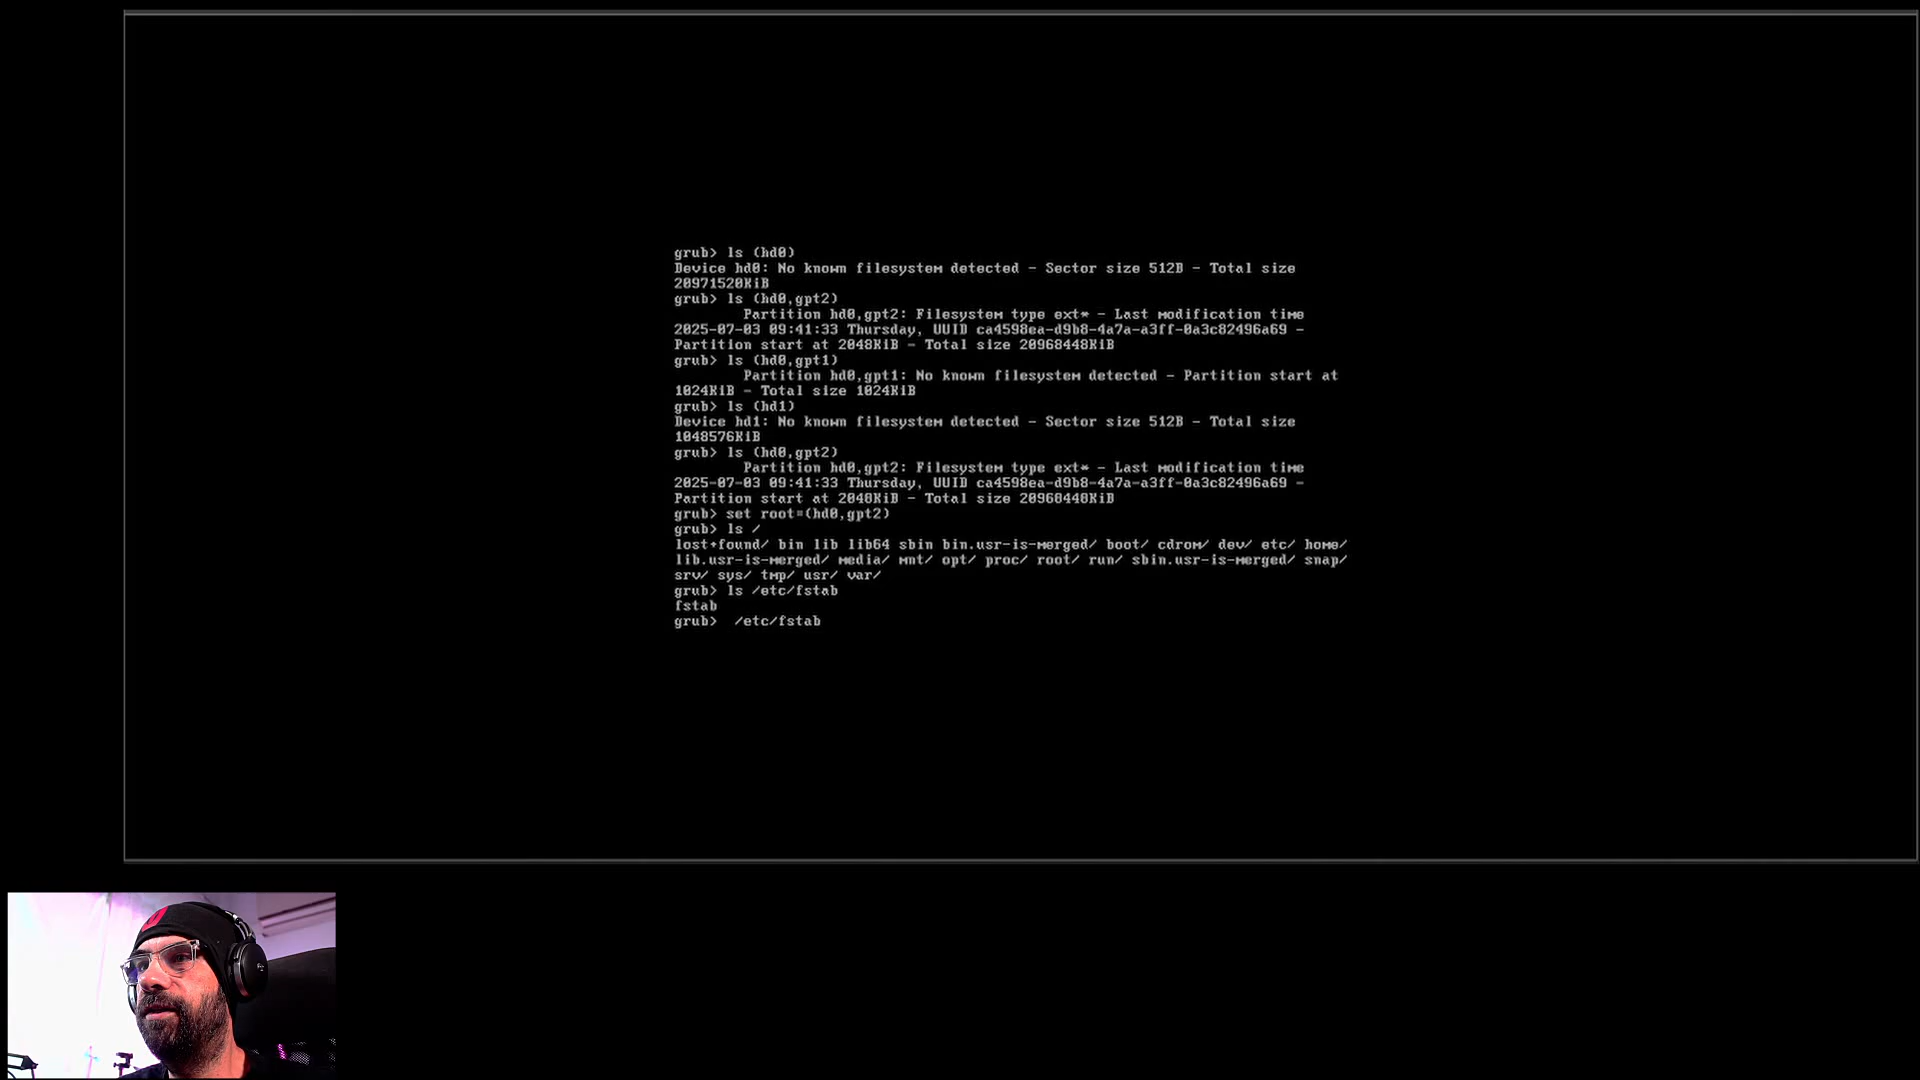 grub> ls (hd0)
Device hd0: No known filesystem detected - Sector size 512B - Total size
20971520KiB
grub> ls (hd0,gpt2)
Partition hd0,gpt2: Filesystem type ext* - Last modification time
2025-07-03 09:41:33 Thursday, UUID ca4598ea-d9b8-4a7a-a3ff-0a3c82496a69 -
Partition start at 2048KiB - Total size 20968448KiB
grub> ls (hd0,gpt1)
Partition hd0,gpt1: No known filesystem detected - Partition start at
1024KiB - Total size 1024KiB
grub> ls (hd1)
Device hd1: No known filesystem detected - Sector size 512B - Total size
1048576KiB
grub> ls (hd0,gpt2)
Partition hd0,gpt2: Filesystem type ext* - Last modification time
2025-07-03 09:41:33 Thursday, UUID ca4598ea-d9b8-4a7a-a3ff-0a3c82496a69 -
Partition start at 2048KiB - Total size 20968448KiB
grub> set root=(hd0,gpt2)
grub> ls /
lost+found/ bin lib lib64 sbin bin.usr-is-merged/ boot/ cdrom/ dev/ etc/ home/
lib.usr-is-merged/ media/ mnt/ opt/ proc/ root/ run/ sbin.usr-is-merged/ snap/
srv/ sys/ tmp/ usr/ var/
grub> ls /etc/fstab
fstab
grub>  /etc/fstab